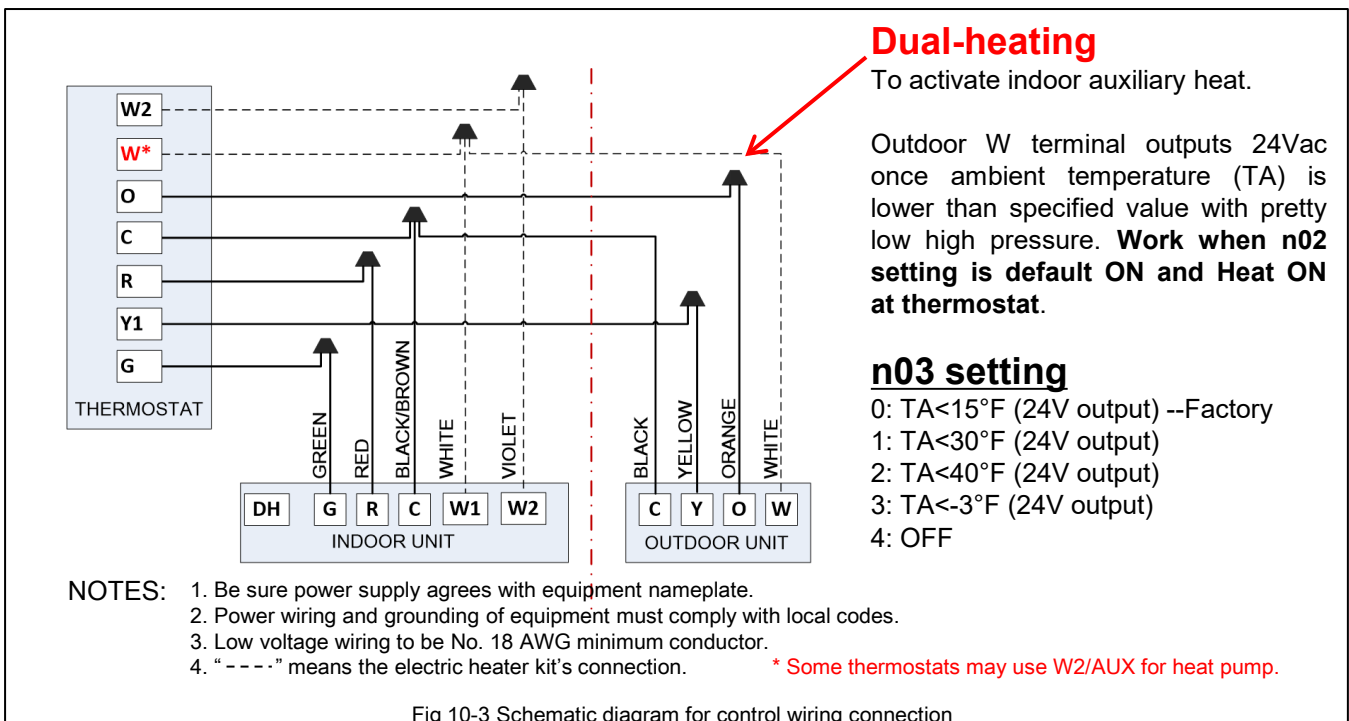 Dual-heating
To activate indoor auxiliary heat.
Outdoor W terminal outputs 24Vac
once ambient temperature (TA) is
lower than specified value with pretty
low high pressure. Work when n02
setting is default ON and Heat ON
at thermostat.
n03 setting
0: TA<15°F (24V output) --Factory
1: TA<30°F (24V output)
2: TA<40°F (24V output)
3: TA<-3°F (24V output)
4: OFF
W2
W*
O
C
R
Y1
G
THERMOSTAT
GREEN
RED
BLACK/BROWN
WHITE
VIOLET
BLACK
YELLOW
ORANGE
WHITE
DH G R C W1 W2
INDOOR UNIT
C Y O W
OUTDOOR UNIT
NOTES: 1. Be sure power supply agrees with equipment nameplate.
2. Power wiring and grounding of equipment must comply with local codes.
3. Low voltage wiring to be No. 18 AWG minimum conductor.
4. “ - - - - ” means the electric heater kit’s connection. * Some thermostats may use W2/AUX for heat pump.
Fig 10-3 Schematic diagram for control wiring connection